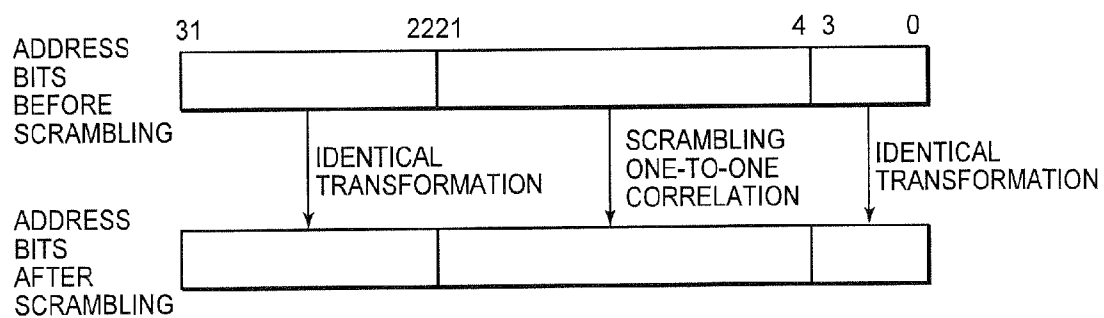 31 2221 4 3 0
ADDRESS
BITS
BEFORE
SCRAMBLING
IDENTICAL
TRANSFORMATION
SCRAMBLING
ONE-TO-ONE
CORRELATION
IDENTICAL
TRANSFORMATION
ADDRESS
BITS
AFTER
SCRAMBLING